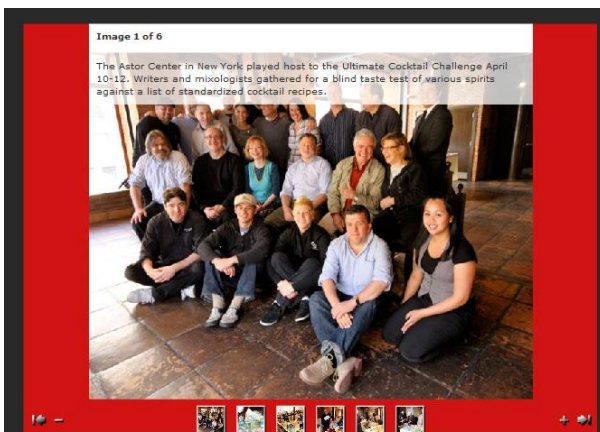 Image 1 of 6
The Astor Center in New York played host to the Ultimate Cocktail Challenge April
10-12. Writers and mixologists gathered for a blind taste test of various spirits
against a list of standardized cocktail recipes.